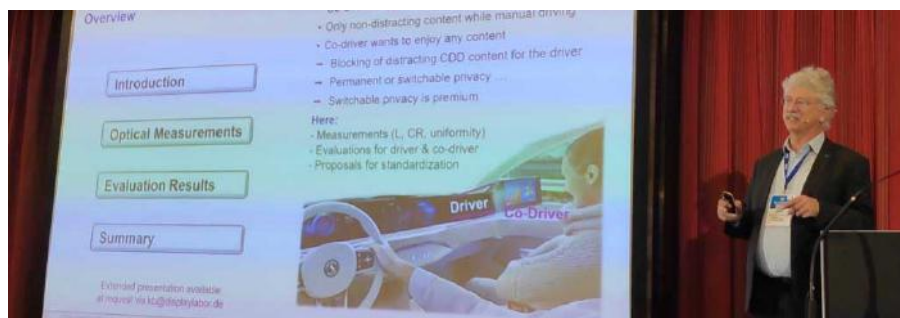 Overview
Introduction
Optical Measurements
Evaluation Results
Summary
Extended presentation available
at request via kb@displaylabor.de
- Only non-distracting content while manual driving
- Co-driver wants to enjoy any content
→ Blocking of distracting CDD content for the driver
→ Permanent or switchable privacy ...
→ Switchable privacy is premium
Here:
- Measurements (L, CR, uniformity)
- Evaluations for driver & co-driver
- Proposals for standardization
Driver
Co-Driver